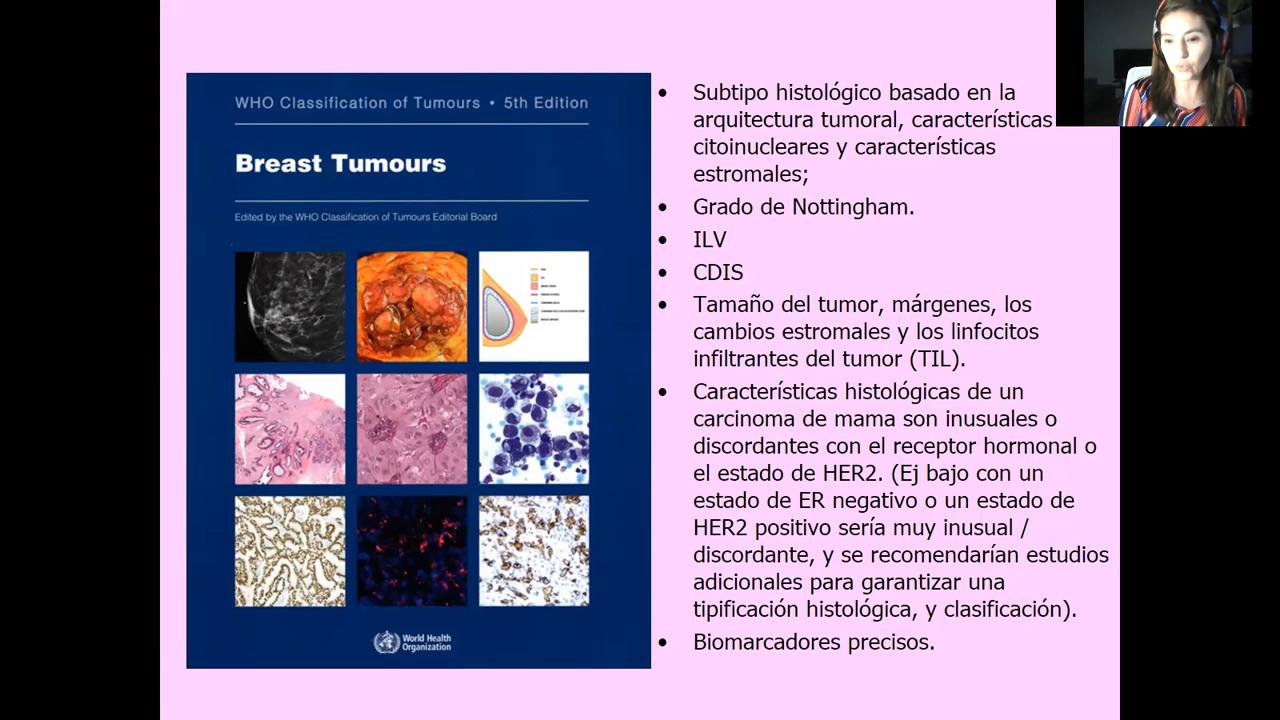 WHO Classification of Tumours • 5th Edition
Breast Tumours
Edited by the WHO Classification of Tumours Editorial Board
World Health
Organization
• Subtipo histológico basado en la
arquitectura tumoral, características
citoinucleares y características
estromales;
• Grado de Nottingham.
• ILV
• CDIS
• Tamaño del tumor, márgenes, los
cambios estromales y los linfocitos
infiltrantes del tumor (TIL).
• Características histológicas de un
carcinoma de mama son inusuales o
discordantes con el receptor hormonal o
el estado de HER2. (Ej bajo con un
estado de ER negativo o un estado de
HER2 positivo sería muy inusual /
discordante, y se recomendarían estudios
adicionales para garantizar una
tipificación histológica, y clasificación).
• Biomarcadores precisos.